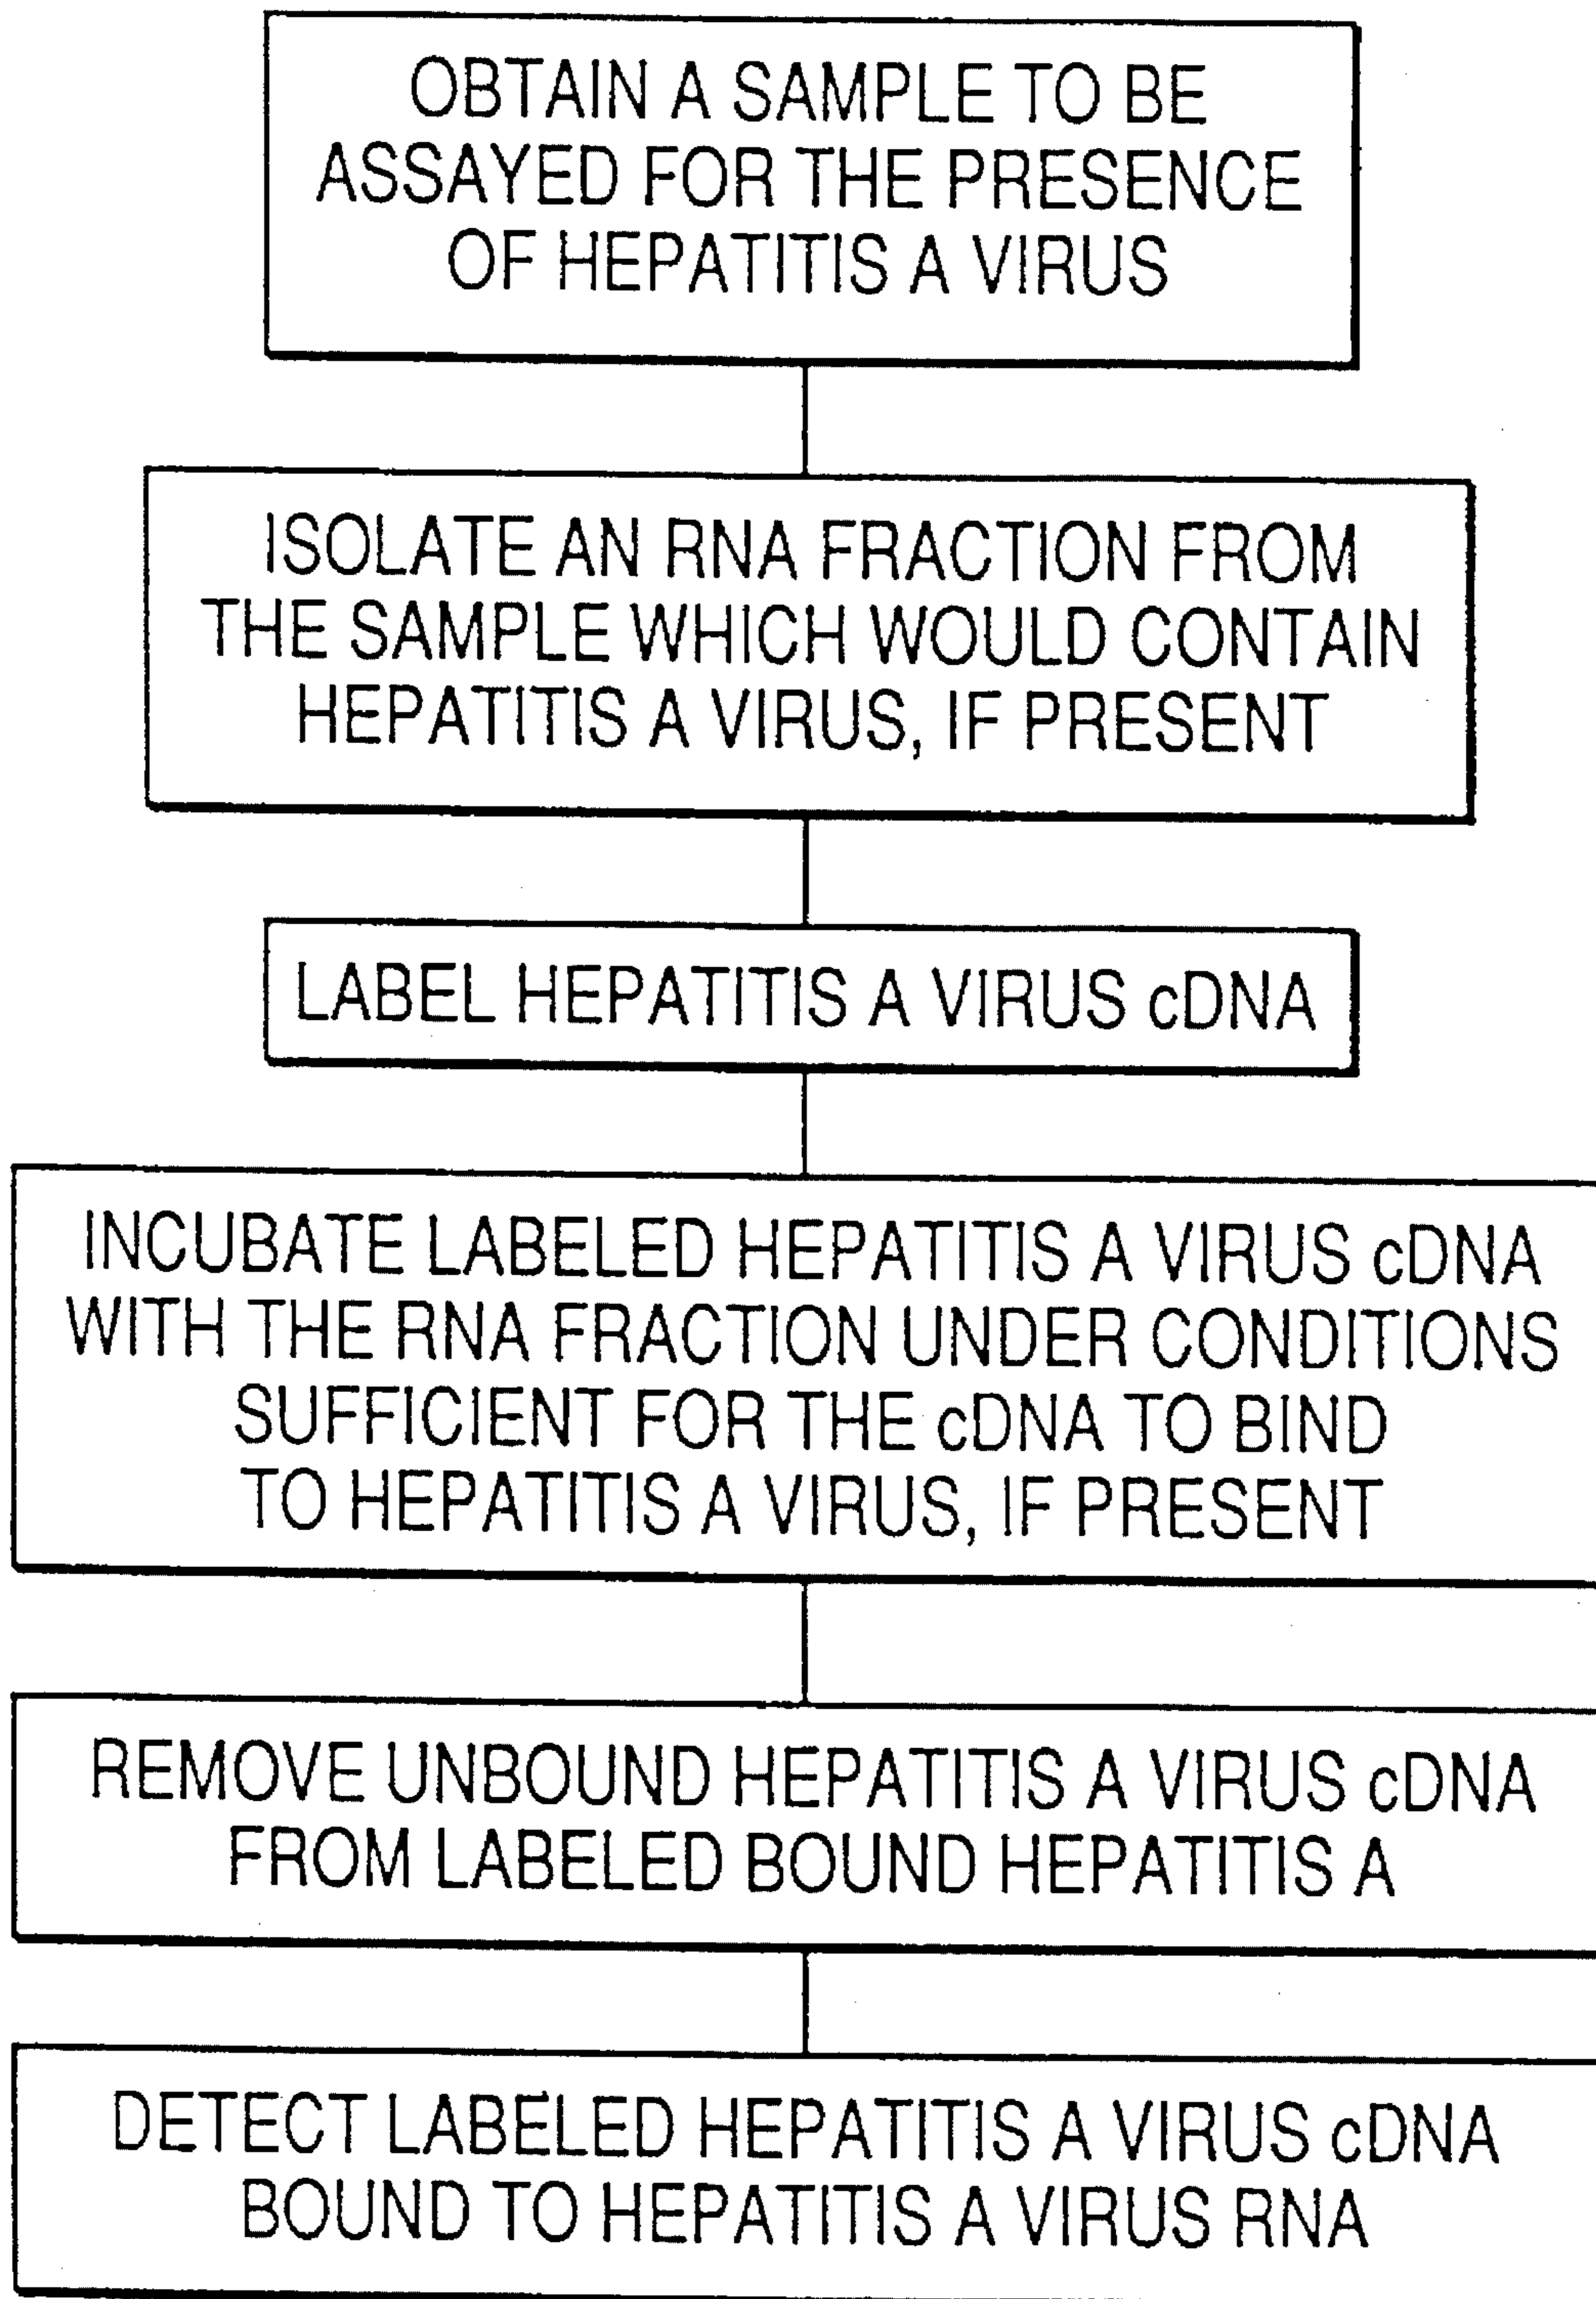 OBTAIN A SAMPLE TO BE
ASSAYED FOR THE PRESENCE
OF HEPATITIS A VIRUS
ISOLATE AN RNA FRACTION FROM
THE SAMPLE WHICH WOULD CONTAIN
HEPATITIS A VIRUS, IF PRESENT
LABEL HEPATITIS A VIRUS cDNA
INCUBATE LABELED HEPATITIS A VIRUS cDNA
WITH THE RNA FRACTION UNDER CONDITIONS
SUFFICIENT FOR THE cDNA TO BIND
TO HEPATITIS A VIRUS, IF PRESENT
REMOVE UNBOUND HEPATITIS A VIRUS cDNA
FROM LABELED BOUND HEPATITIS A
DETECT LABELED HEPATITIS A VIRUS cDNA
BOUND TO HEPATITIS A VIRUS RNA